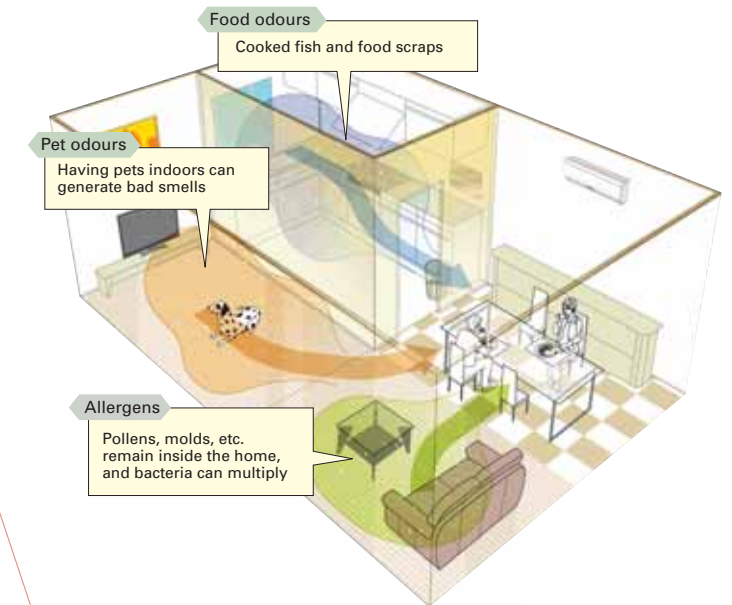 Food odours
Cooked fish and food scraps
Pet odours
Having pets indoors can
generate bad smells
Allergens
Pollens, molds, etc.
remain inside the home,
and bacteria can multiply